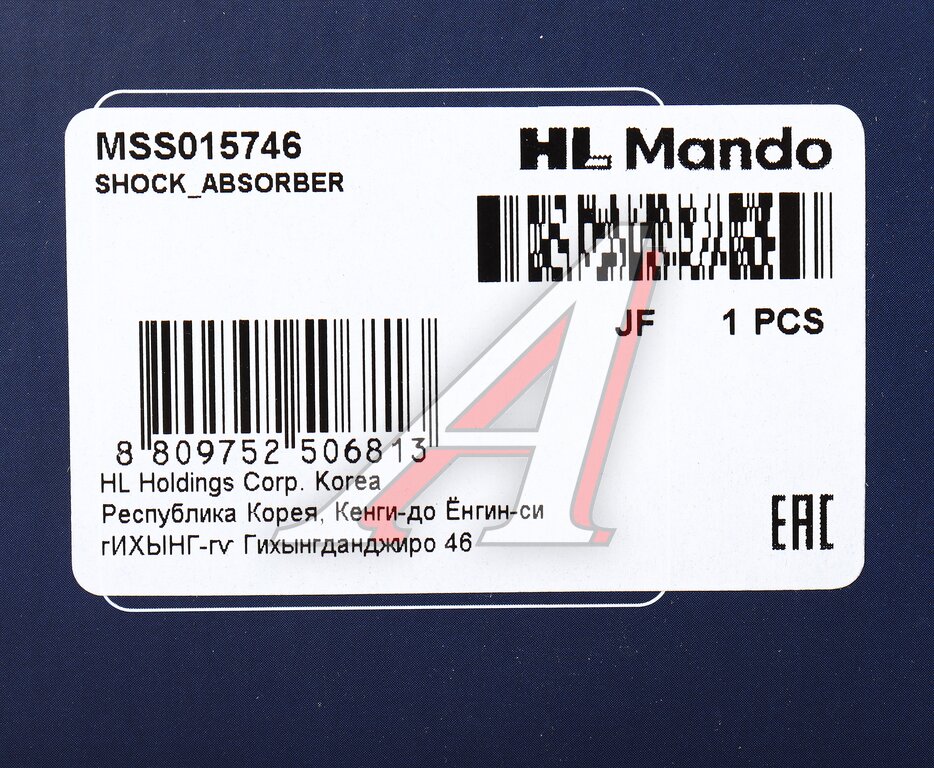 MSS015746
SHOCK_ABSORBER
HL Mando
JF 1 PCS
8 809752 506813
HL Holdings Corp. Korea
Республика Корея, Кенги-до Ёнгин-си
гИХЫНГ-гv Гихынгданджиро 46
EAC